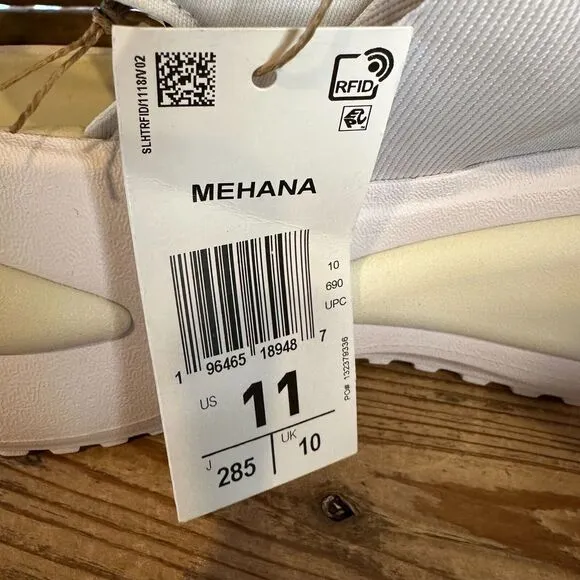 SLHTRFID/1118/V02
RFID
EPC
MEHANA
10
690
UPC
1 96465 18948 7
PO# 132379336
US 11
J 285
UK 10